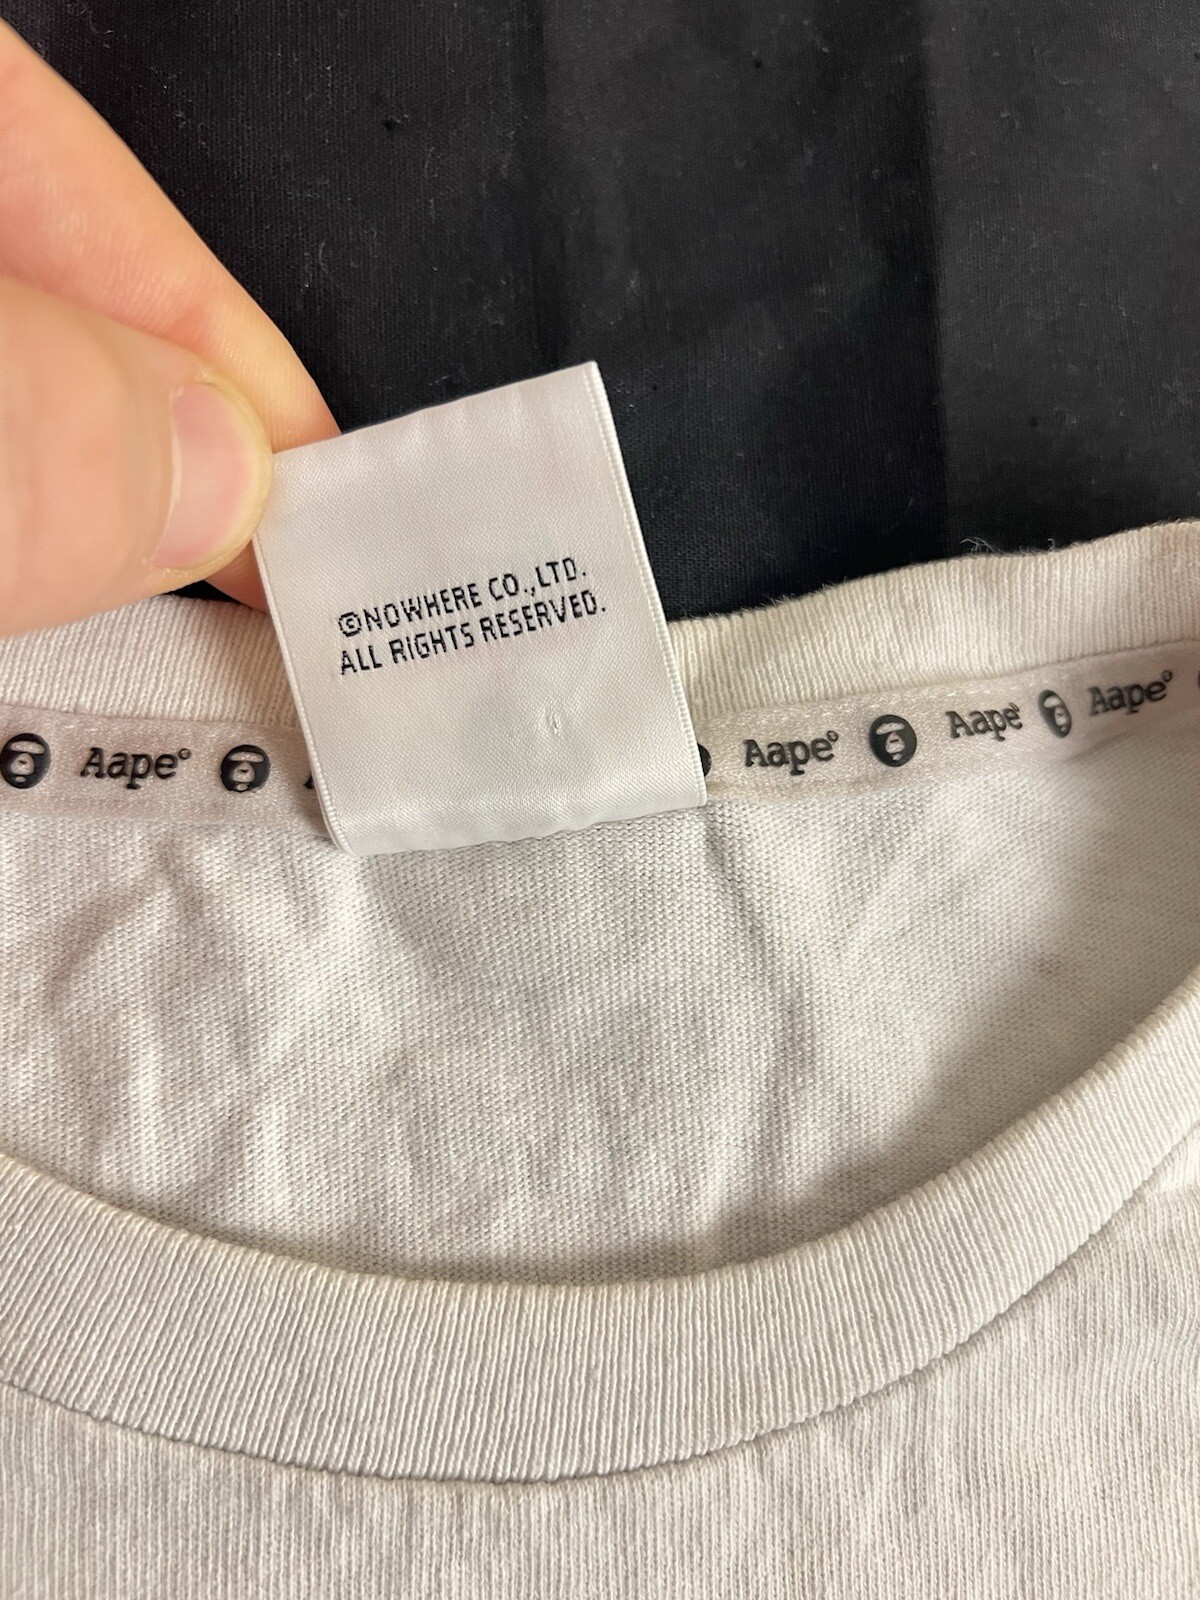 ©NOWHERE CO.,LTD.
ALL RIGHTS RESERVED.
Aape° Aape° Aape° Aape°